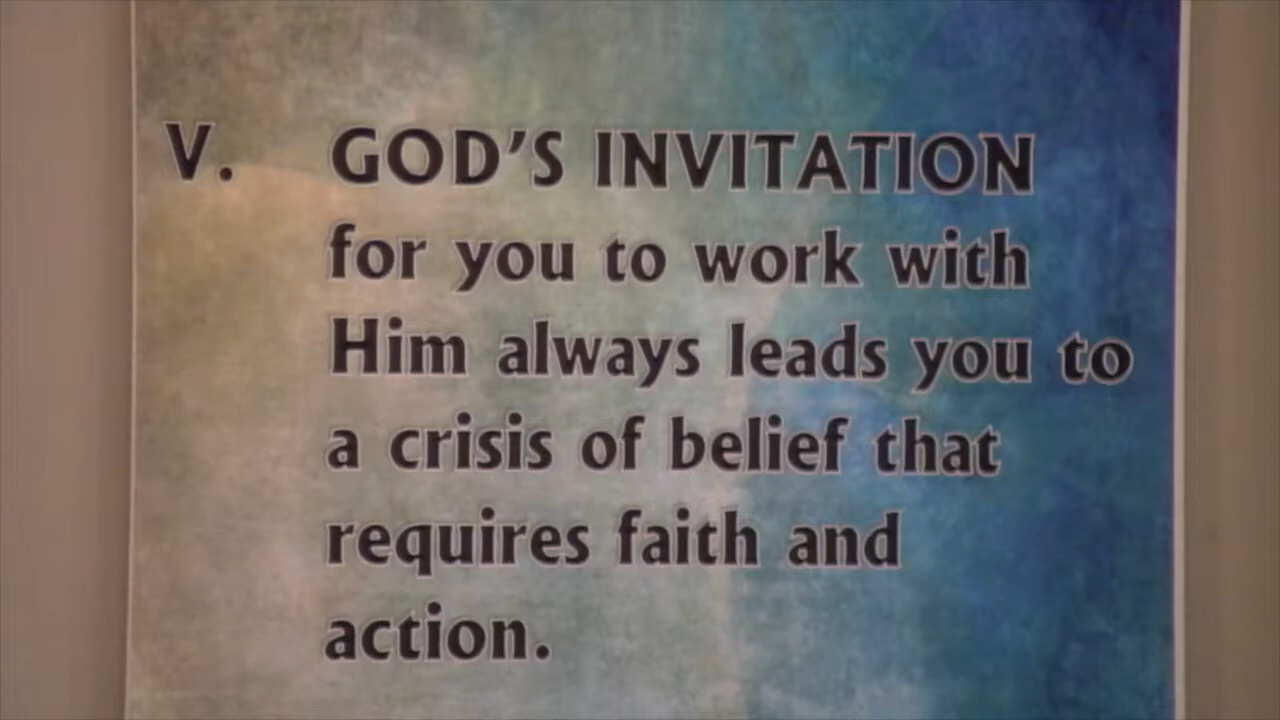 V. GOD'S INVITATION
for you to work with
Him always leads you to
a crisis of belief that
requires faith and
action.